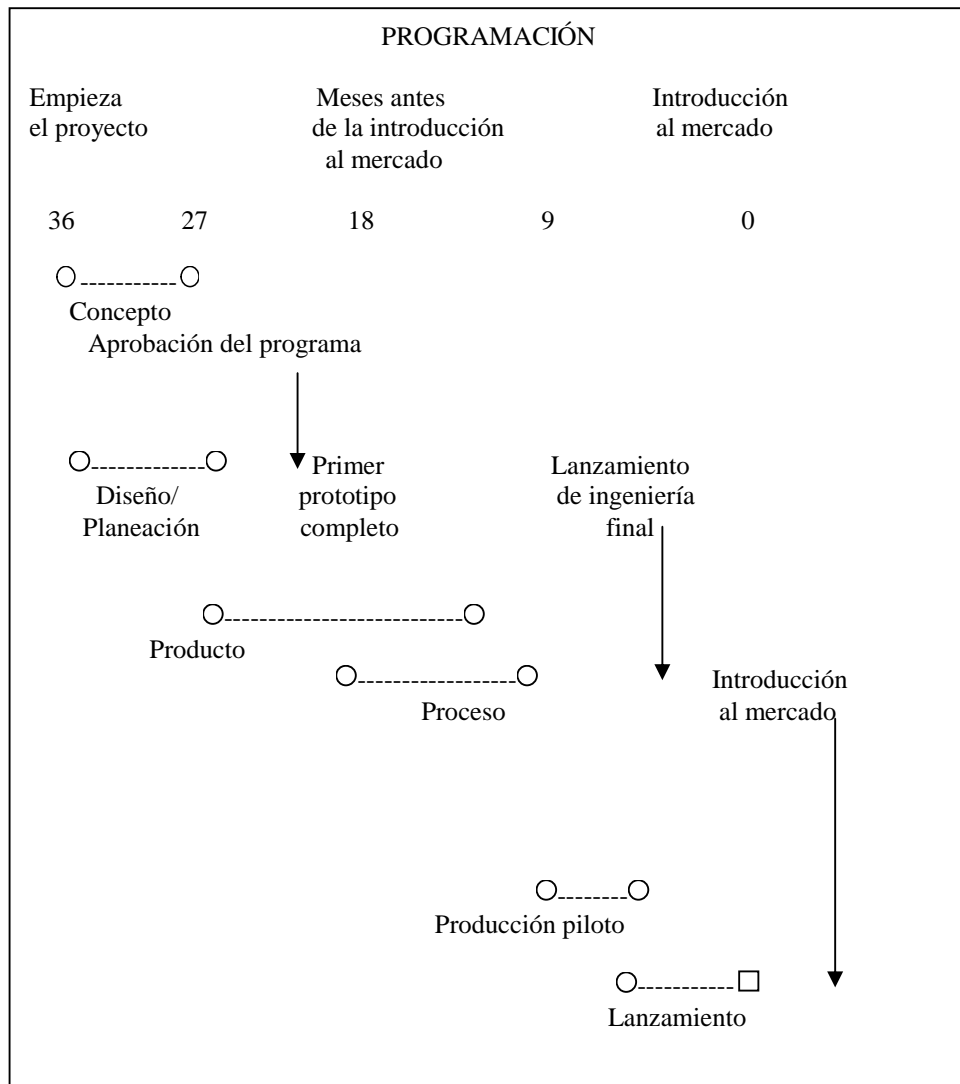 PROGRAMACIÓN
Empieza
el proyecto
Meses antes
de la introducción
al mercado
Introducción
al mercado
36 27 18 9 0
Concepto
Aprobación del programa
Diseño/
Planeación
Primer
prototipo
completo
Lanzamiento
de ingeniería
final
Producto
Proceso
Introducción
al mercado
Producción piloto
Lanzamiento